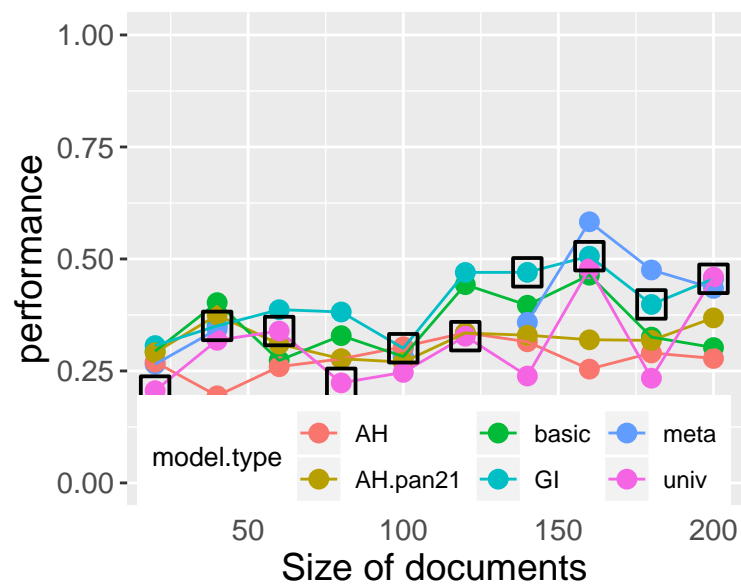 1.00
0.75
0.50
0.25
0.00
performance
model.type
AH
basic
meta
AH.pan21
GI
univ
50
100
150
200
Size of documents